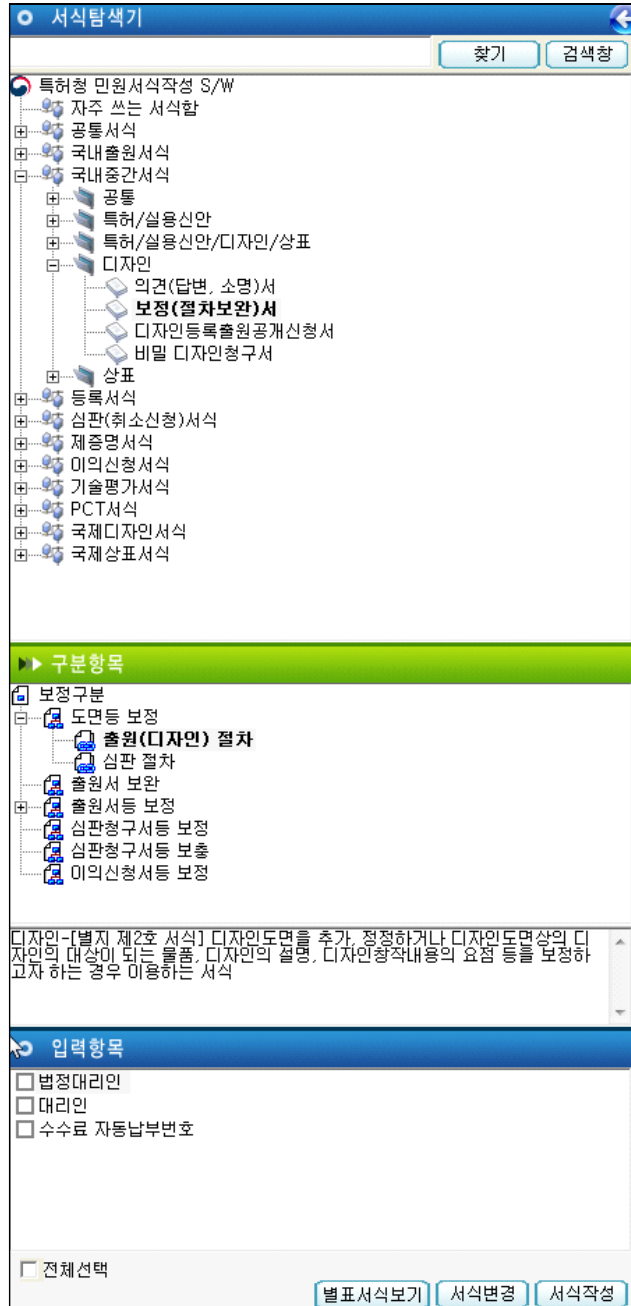 서식탐색기
찾기 검색창
특허청 민원서식작성 S/W
자주 쓰는 서식함
공통서식
국내출원서식
국내중간서식
공통
특허/실용신안
특허/실용신안/디자인/상표
디자인
의견(답변, 소명)서
보정(절차보완)서
디자인등록출원공개신청서
비밀 디자인청구서
상표
등록서식
심판(취소신청)서식
제증명서식
이의신청서식
기술평가서식
PCT서식
국제디자인서식
국제상표서식
구분항목
보정구분
도면등 보정
출원(디자인) 절차
심판 절차
출원서 보완
출원서등 보정
심판청구서등 보정
심판청구서등 보충
이의신청서등 보정
디자인-[별지 제2호 서식] 디자인도면을 추가, 정정하거나 디자인도면상의 디
자인의 대상이 되는 물품, 디자인의 설명, 디자인창작내용의 요점 등을 보정하
고자 하는 경우 이용하는 서식
입력항목
법정대리인
대리인
수수료 자동납부번호
전체선택
별표서식보기 서식변경 서식작성